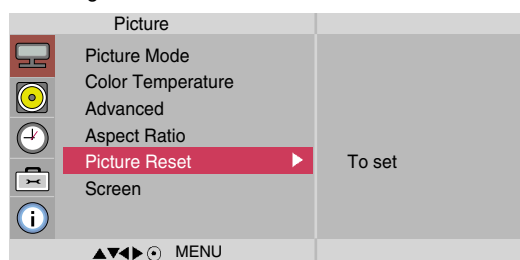 Picture
Picture Mode
Color Temperature
Advanced
Aspect Ratio
Picture Reset ▶ To set
Screen
▲▼◀▶⊙ MENU